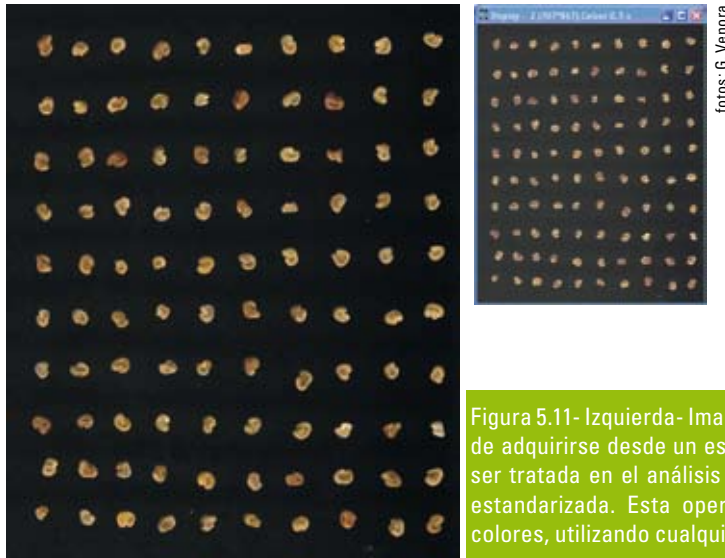 fotos: G. Venora
Figura 5.11- Izquierda- Ima
de adquirirse desde un es
ser tratada en el análisis
estandarizada. Esta oper
colores, utilizando cualqui